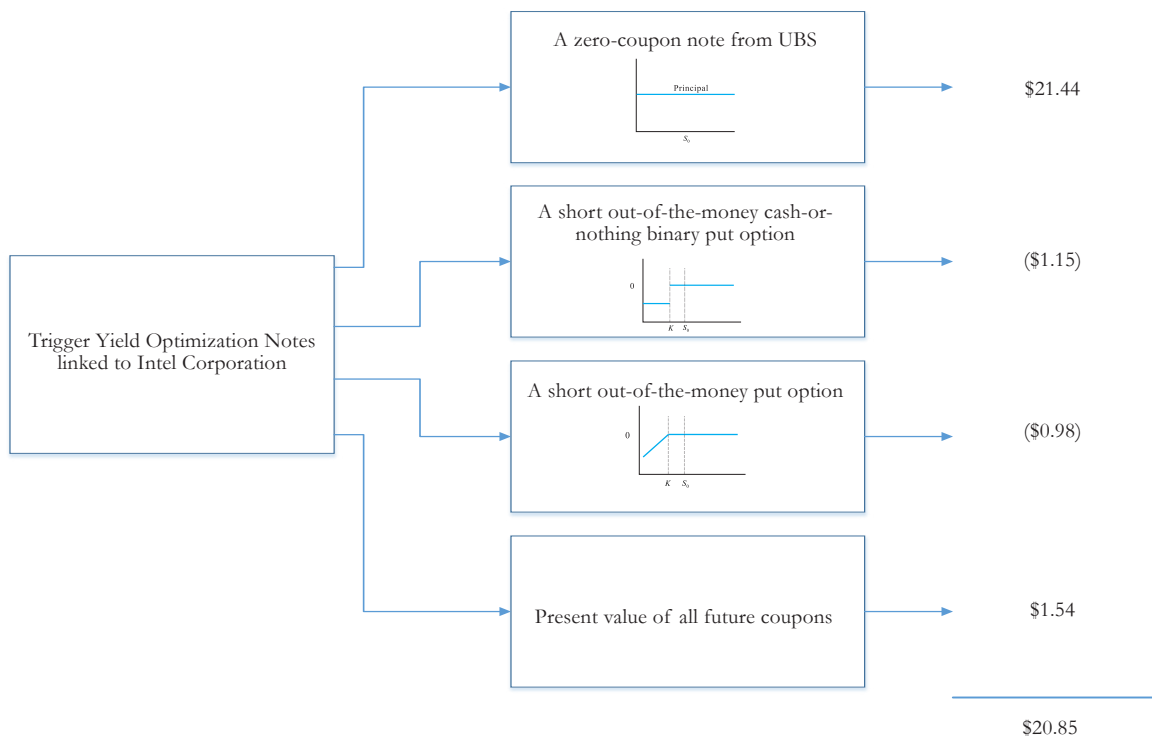 A zero-coupon note from UBS
Principal
S₀
$21.44
A short out-of-the-money cash-or-
nothing binary put option
0
K S₀
($1.15)
Trigger Yield Optimization Notes
linked to Intel Corporation
A short out-of-the-money put option
0
K S₀
($0.98)
Present value of all future coupons
$1.54
$20.85